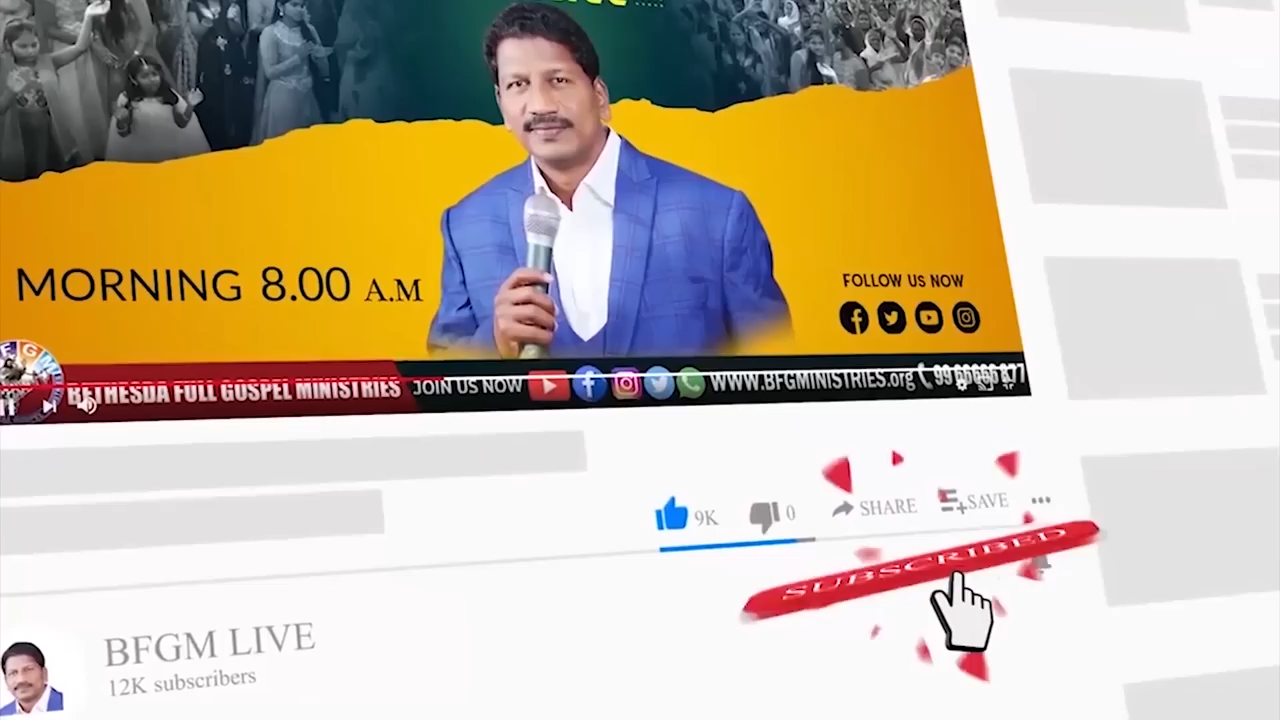 MORNING 8.00 A.M
FOLLOW US NOW
BETHESDA FULL GOSPEL MINISTRIES JOIN US NOW WWW.BFGMINISTRIES.org
9K 0 SHARE SAVE
SUBSCRIBED
BFGM LIVE
12K subscribers